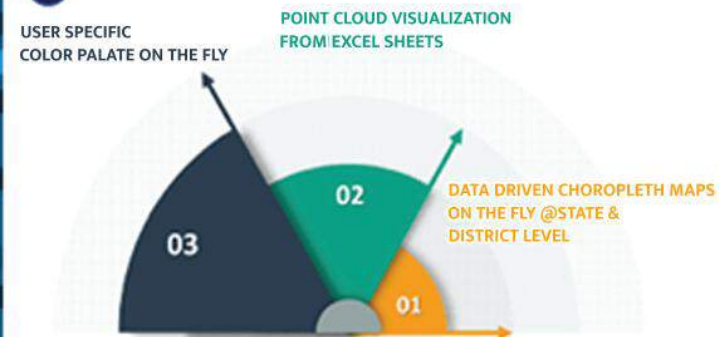 USER SPECIFIC
COLOR PALATE ON THE FLY
POINT CLOUD VISUALIZATION
FROM EXCEL SHEETS
02
DATA DRIVEN CHOROPLETH MAPS
ON THE FLY @STATE &
DISTRICT LEVEL
03
01